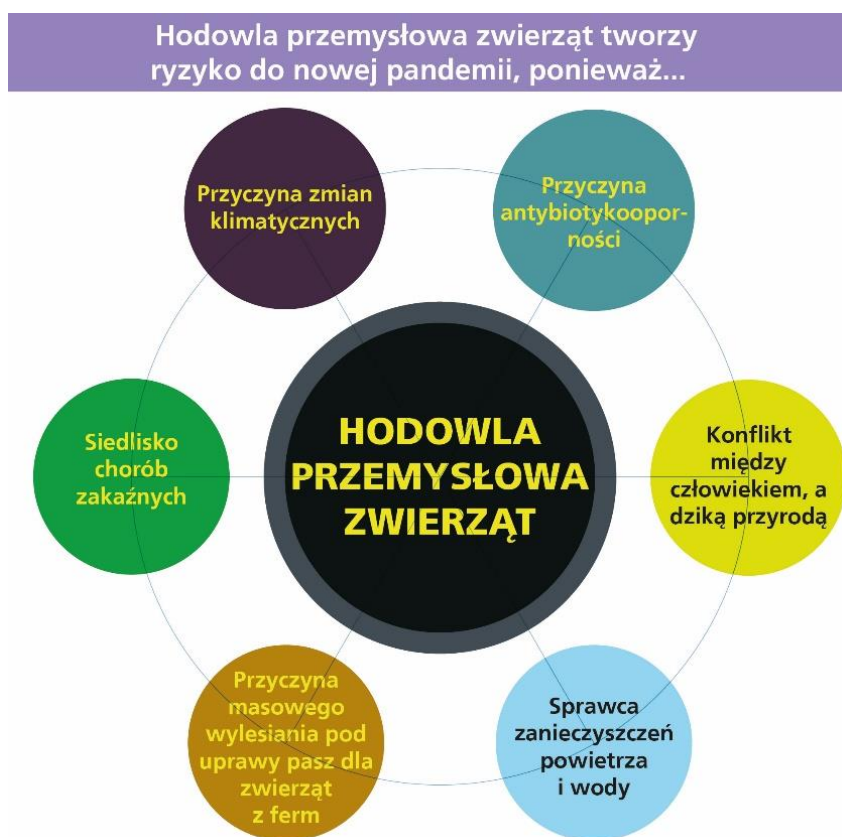 Hodowla przemysłowa zwierząt tworzy
ryzyko do nowej pandemii, ponieważ...
Przyczyna zmian
klimatycznych
Przyczyna
antybiotykoopor-
ności
Siedlisko
chorób
zakaźnych
HODOWLA
PRZEMYSŁOWA
ZWIERZĄT
Konflikt
między
człowiekiem, a
dziką przyrodą
Przyczyna
masowego
wylesiania pod
uprawy pasz dla
zwierząt
z ferm
Sprawca
zanieczyszczeń
powietrza
i wody